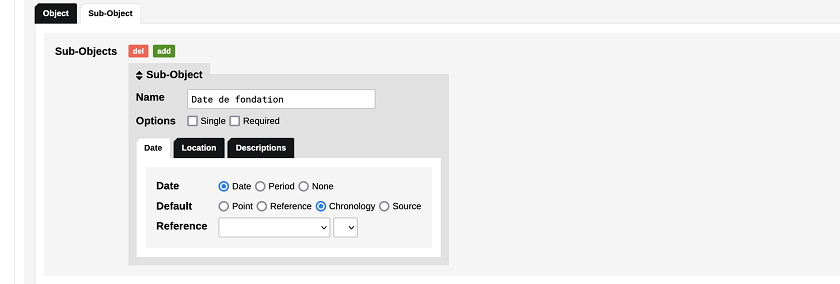 Object Sub-Object
Sub-Objects del add
Sub-Object
Name Date de fondation
Options Single Required
Date Location Descriptions
Date Date Period None
Default Point Reference Chronology Source
Reference